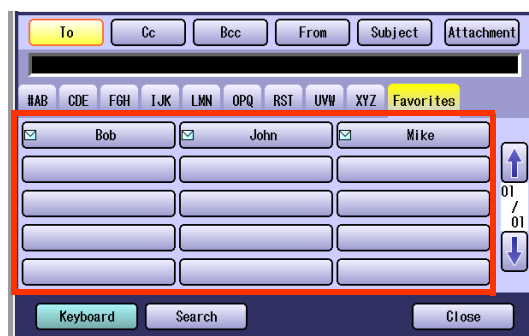 To Cc Bcc From Subject Attachment
#AB CDE FGH IJK LMN OPQ RST UVW XYZ Favorites
Bob John Mike
01
/
01
Keyboard Search Close